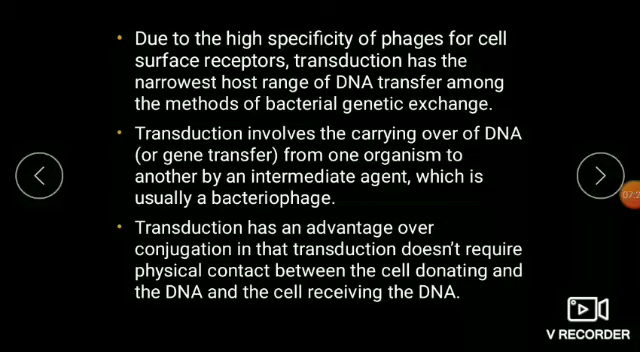 • Due to the high specificity of phages for cell
surface receptors, transduction has the
narrowest host range of DNA transfer among
the methods of bacterial genetic exchange.
• Transduction involves the carrying over of DNA
(or gene transfer) from one organism to
another by an intermediate agent, which is
usually a bacteriophage.
• Transduction has an advantage over
conjugation in that transduction doesn't require
physical contact between the cell donating and
the DNA and the cell receiving the DNA.
V RECORDER